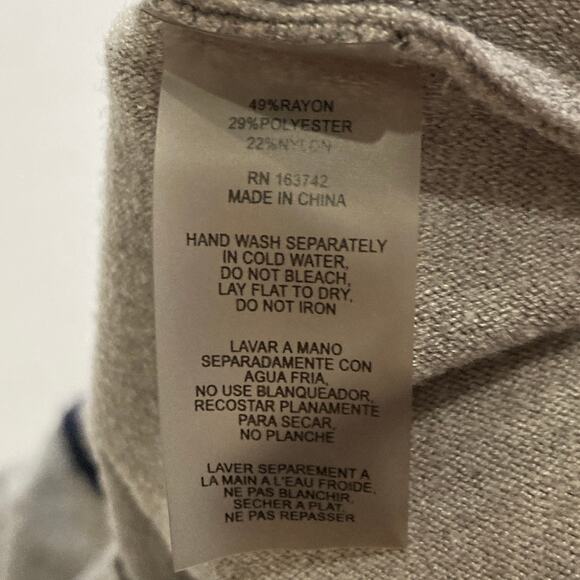 49%RAYON
29%POLYESTER
22%NYLON
RN 163742
MADE IN CHINA
HAND WASH SEPARATELY
IN COLD WATER,
DO NOT BLEACH,
LAY FLAT TO DRY,
DO NOT IRON
LAVAR A MANO
SEPARADAMENTE CON
AGUA FRIA,
NO USE BLANQUEADOR,
RECOSTAR PLANAMENTE
PARA SECAR,
NO PLANCHE
LAVER SEPAREMENT A
LA MAIN A L'EAU FROIDE,
NE PAS BLANCHIR,
SECHER A PLAT,
NE PAS REPASSER